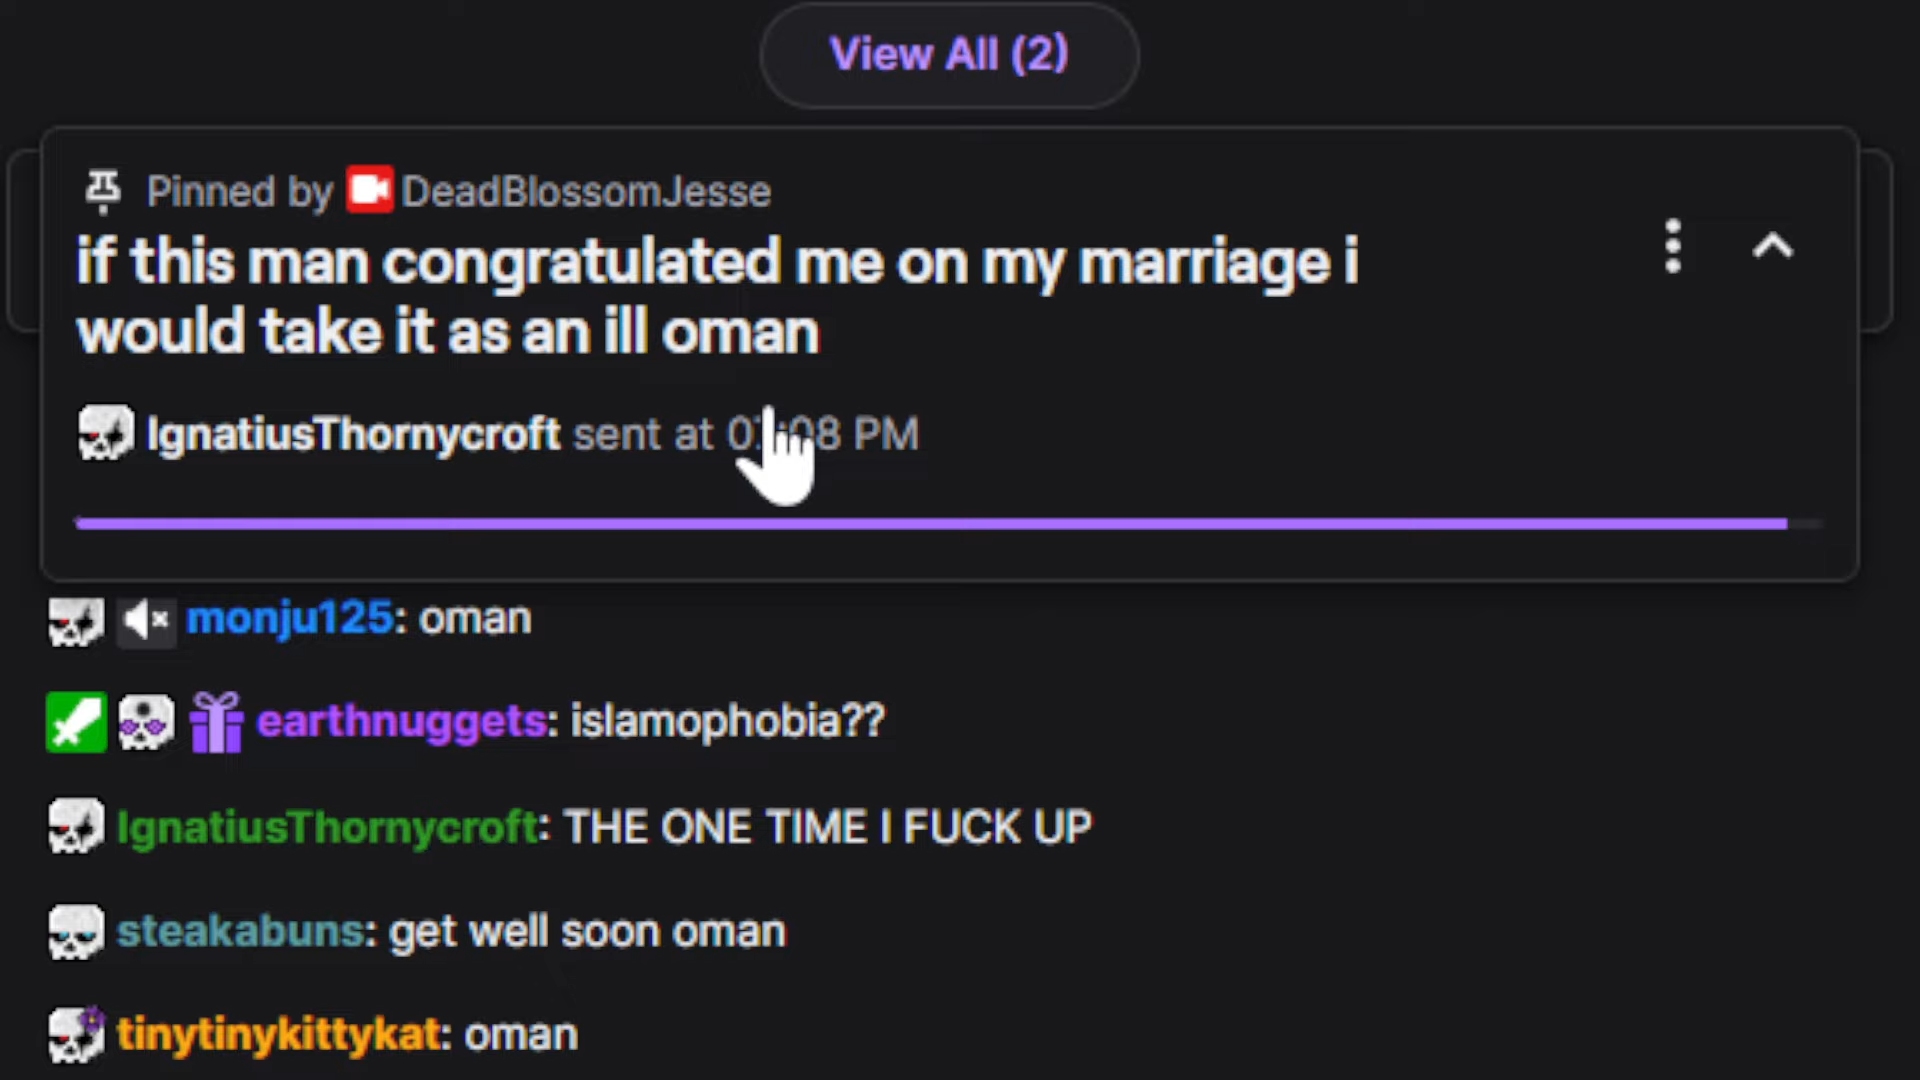 View All (2)
Pinned by DeadBlossomJesse
if this man congratulated me on my marriage i
would take it as an ill oman
IgnatiusThornycroft sent at PM
monju125: oman
earthnuggets: islamophobia??
IgnatiusThornycroft: THE ONE TIME I FUCK UP
steakabuns: get well soon oman
tinytinykittykat: oman